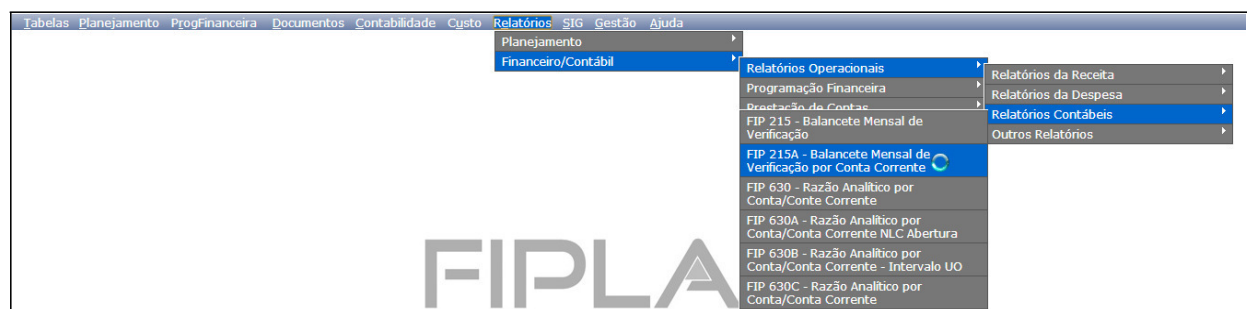 Tabelas Planejamento ProgFinanceira Documentos Contabilidade Custo Relatórios SIG Gestão Ajuda
Planejamento
Financeiro/Contábil
Relatórios Operacionais
Programação Financeira
Prestação de Contas
Relatórios da Receita
Relatórios da Despesa
Relatórios Contábeis
Outros Relatórios
FIP 215 - Balancete Mensal de
Verificação
FIP 215A - Balancete Mensal de
Verificação por Conta Corrente
FIP 630 - Razão Analítico por
Conta/Conte Corrente
FIP 630A - Razão Analítico por
Conta/Conta Corrente NLC Abertura
FIP 630B - Razão Analítico por
Conta/Conta Corrente - Intervalo UO
FIP 630C - Razão Analítico por
Conta/Conta Corrente
FIPLA